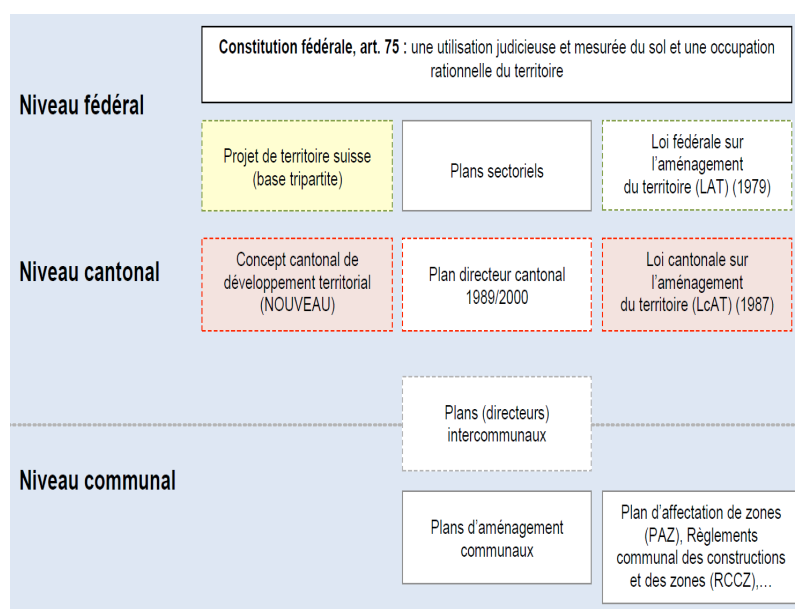 Constitution fédérale, art. 75 : une utilisation judicieuse et mesurée du sol et une occupation
rationnelle du territoire
Niveau fédéral
Projet de territoire suisse
(base tripartite)
Plans sectoriels
Loi fédérale sur
l'aménagement
du territoire (LAT) (1979)
Niveau cantonal
Concept cantonal de
développement territorial
(NOUVEAU)
Plan directeur cantonal
1989/2000
Loi cantonale sur
l'aménagement
du territoire (LcAT) (1987)
Plans (directeurs)
intercommunaux
Niveau communal
Plans d'aménagement
communaux
Plan d'affectation de zones
(PAZ), Règlements
communal des constructions
et des zones (RCCZ),…